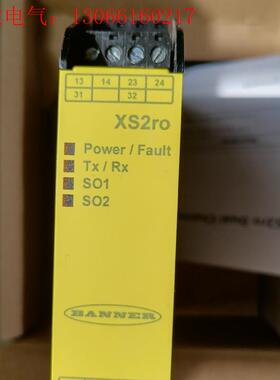 电气：13066160217
13 14 23 24
31 32
XS2ro
Power / Fault
Tx / Rx
SO1
SO2
BANNER